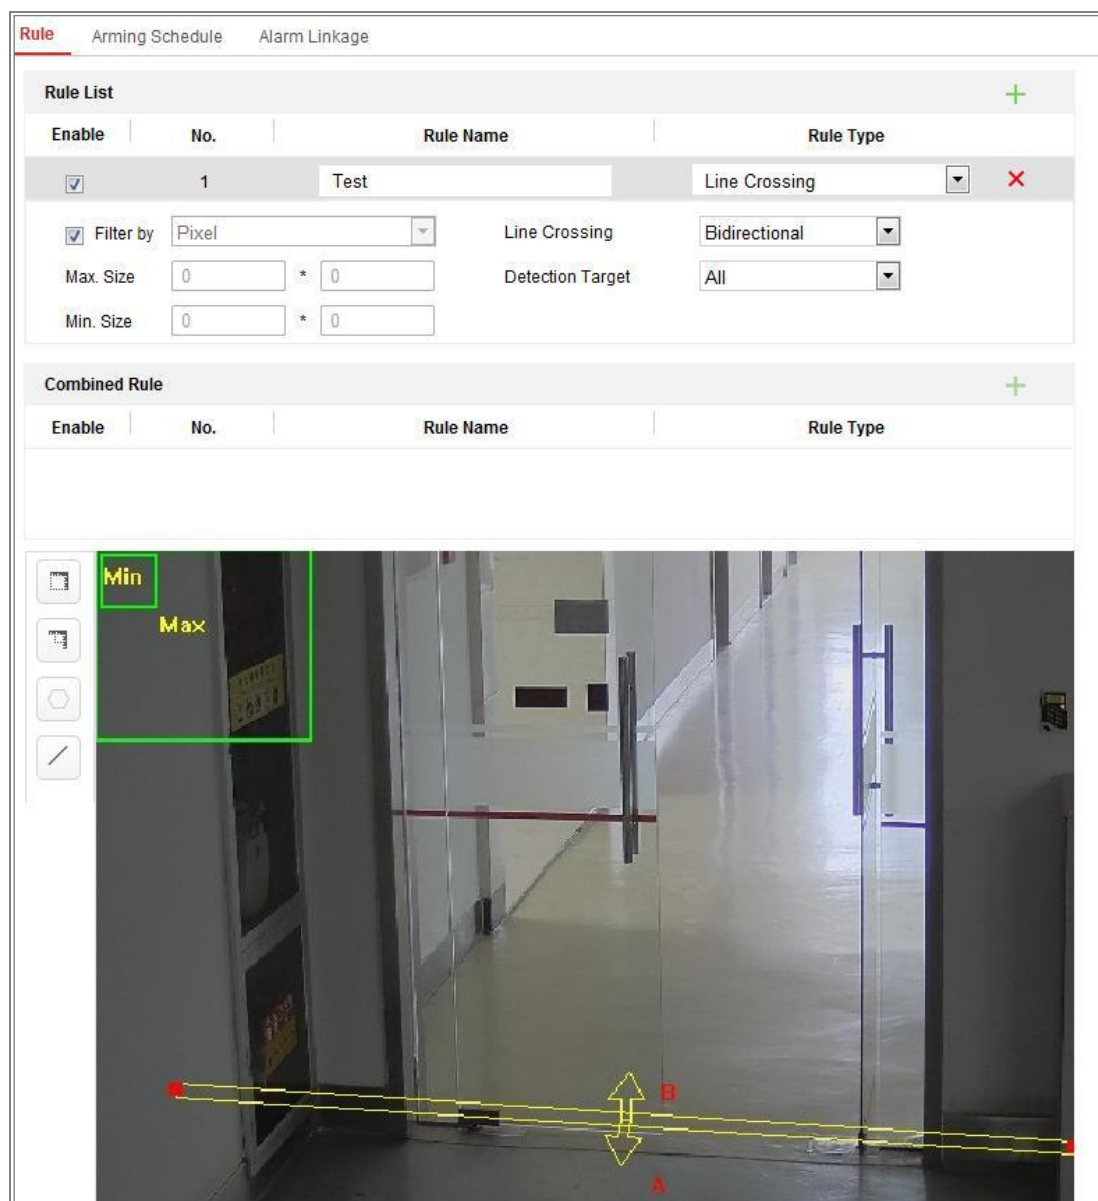 Rule Arming Schedule Alarm Linkage
Rule List
Enable No. Rule Name Rule Type
1 Test Line Crossing
Filter by Pixel Line Crossing Bidirectional
Max. Size 0 * 0 Detection Target All
Min. Size 0 * 0
Combined Rule
Enable No. Rule Name Rule Type
Min
Max
B
A